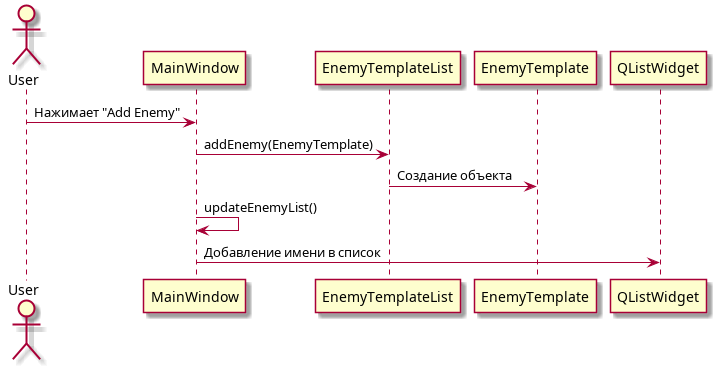 User
MainWindow
EnemyTemplateList
EnemyTemplate
QListWidget
Нажимает "Add Enemy"
addEnemy(EnemyTemplate)
Создание объекта
updateEnemyList()
Добавление имени в список
User
MainWindow
EnemyTemplateList
EnemyTemplate
QListWidget